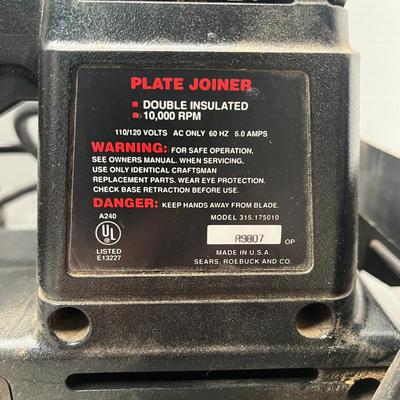 PLATE JOINER
▪ DOUBLE INSULATED
▪ 10,000 RPM
110/120 VOLTS AC ONLY 60 HZ 6.0 AMPS
WARNING: FOR SAFE OPERATION.
SEE OWNERS MANUAL. WHEN SERVICING,
USE ONLY IDENTICAL CRAFTSMAN
REPLACEMENT PARTS. WEAR EYE PROTECTION.
CHECK BASE RETRACTION BEFORE USE.
DANGER: KEEP HANDS AWAY FROM BLADE.
MODEL 315.175010
A240
UL
LISTED
E13227
A9807 OP
MADE IN U.S.A.
SEARS, ROEBUCK AND CO.